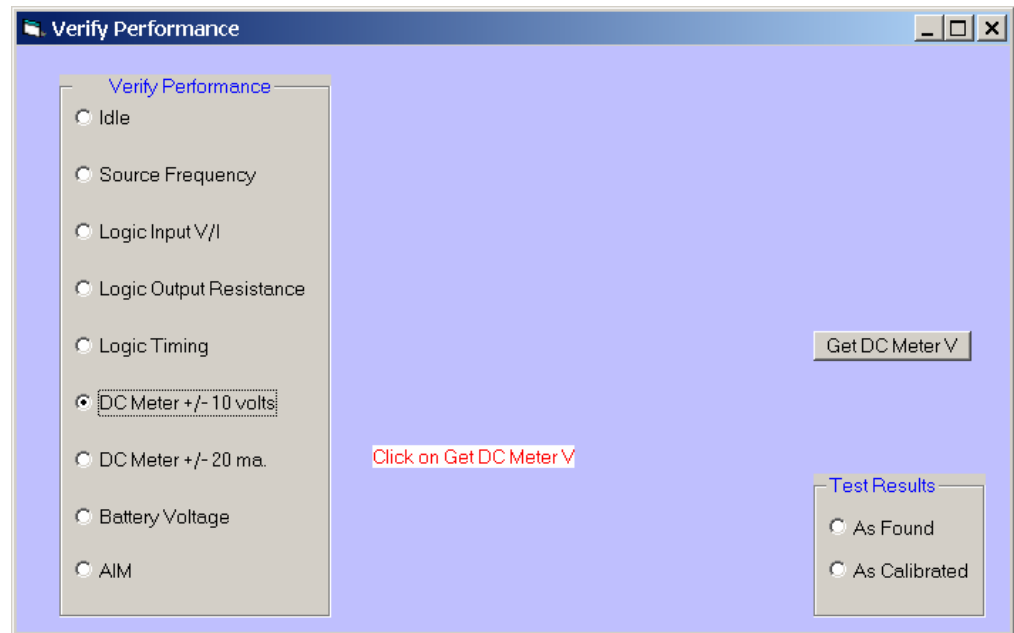 Verify Performance
Verify Performance
Idle
Source Frequency
Logic Input V/I
Logic Output Resistance
Logic Timing
DC Meter +/- 10 volts
DC Meter +/- 20 ma.
Battery Voltage
AIM
Click on Get DC Meter V
Get DC Meter V
Test Results
As Found
As Calibrated